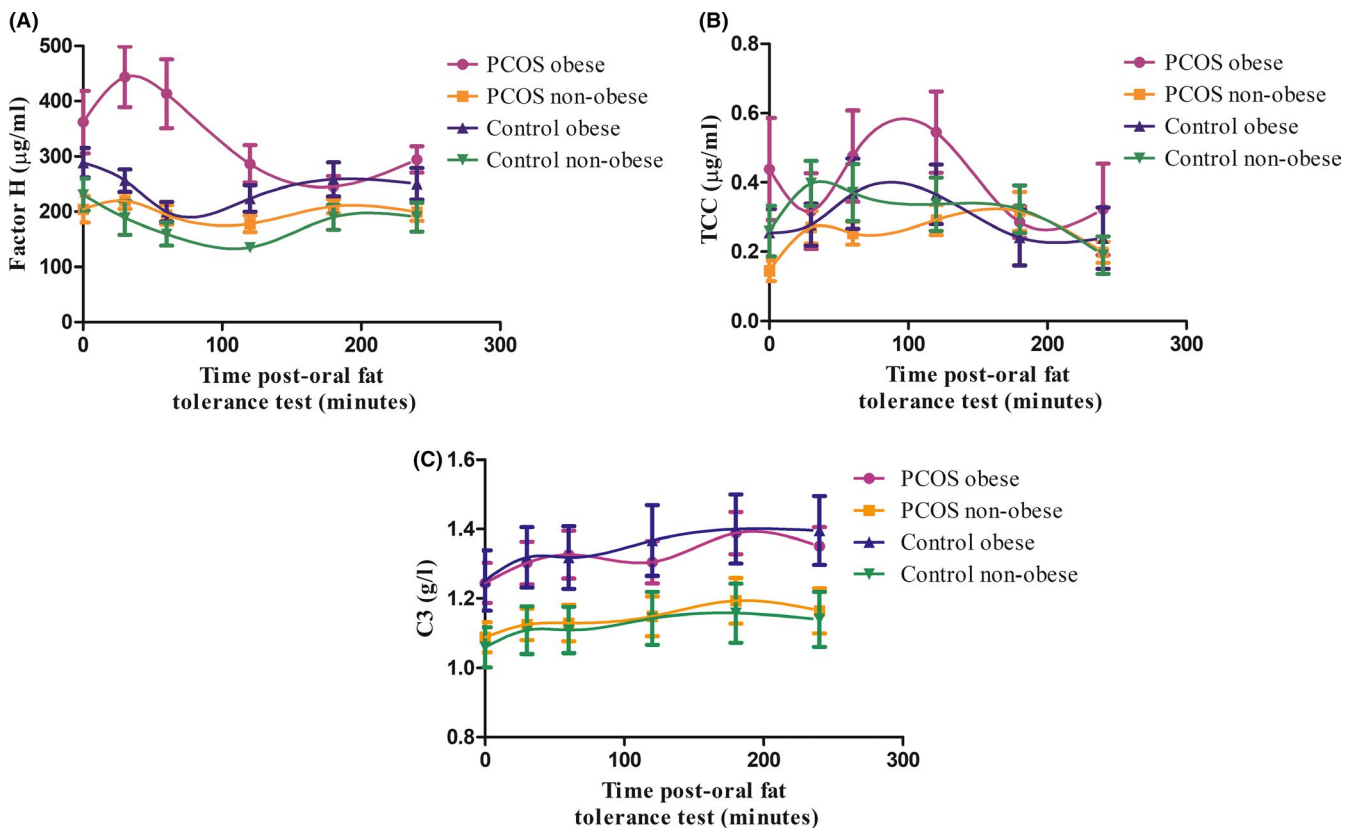 (A)
500
400
300
200
100
0
Factor H (μg/ml)
0 100 200 300
Time post-oral fat
tolerance test (minutes)
PCOS obese
PCOS non-obese
Control obese
Control non-obese
(B)
0.8
0.6
0.4
0.2
0.0
TCC (μg/ml)
0 100 200 300
Time post-oral fat
tolerance test (minutes)
PCOS obese
PCOS non-obese
Control obese
Control non-obese
(C)
1.6
1.4
1.2
1.0
0.8
C3 (g/l)
0 100 200 300
Time post-oral fat
tolerance test (minutes)
PCOS obese
PCOS non-obese
Control obese
Control non-obese